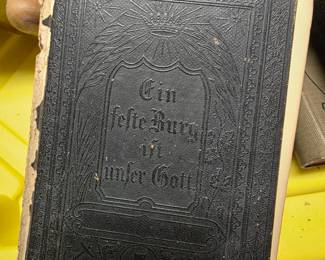 Ein
feste Burg
ist
unser Gott